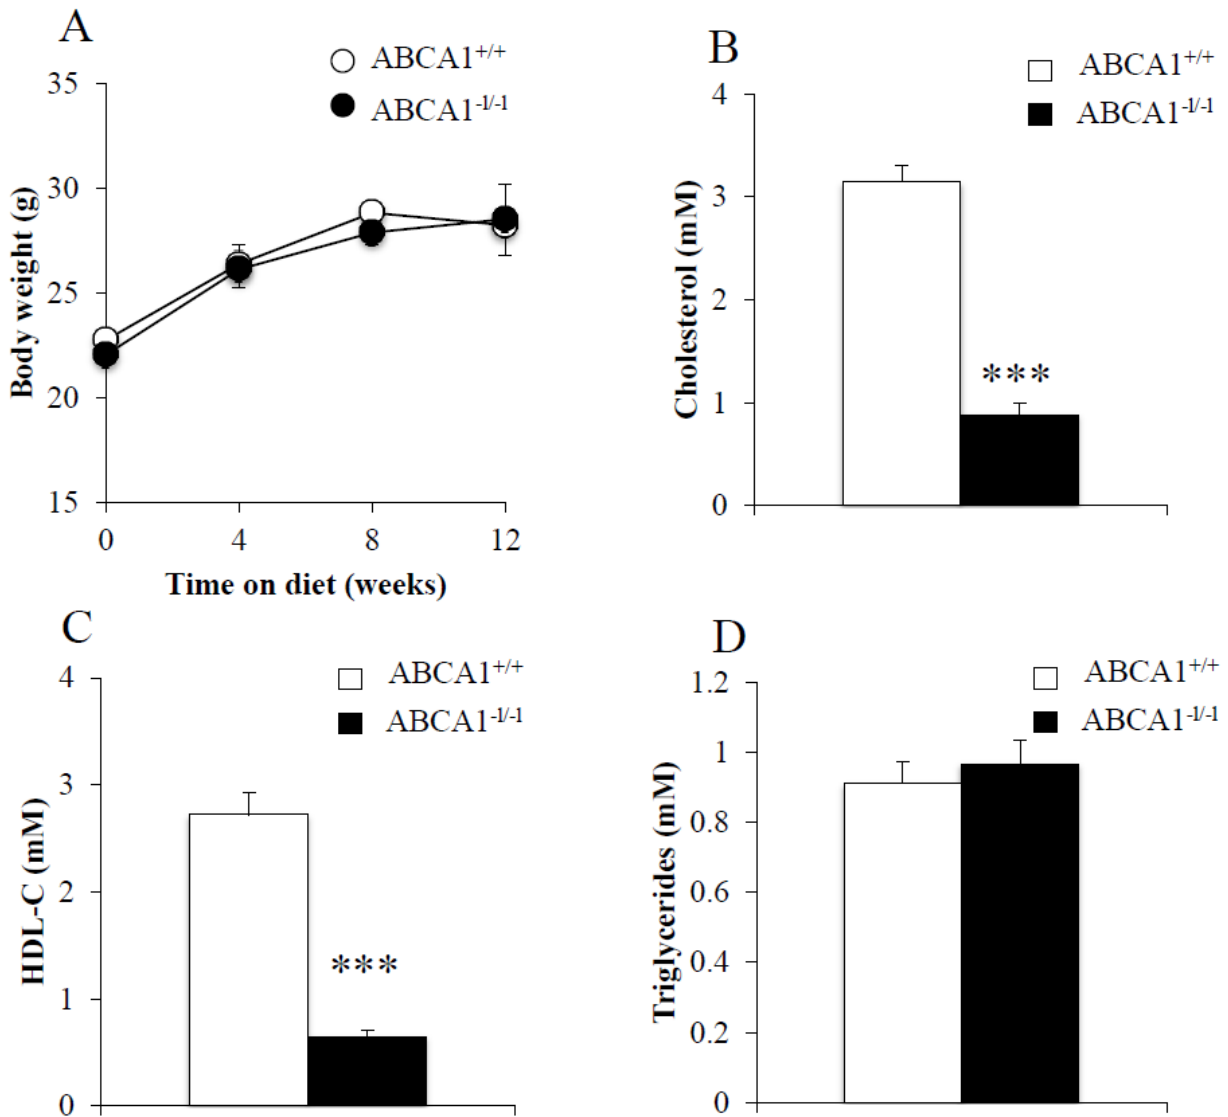 A
ABCA1+/+
ABCA1-1/-1
35
30
25
20
15
Body weight (g)
0 4 8 12
Time on diet (weeks)
B
ABCA1+/+
ABCA1-1/-1
4
3
2
1
0
Cholesterol (mM)
***
C
ABCA1+/+
ABCA1-1/-1
4
3
2
1
0
HDL-C (mM)
***
D
ABCA1+/+
ABCA1-1/-1
1.2
1
0.8
0.6
0.4
0.2
0
Triglycerides (mM)